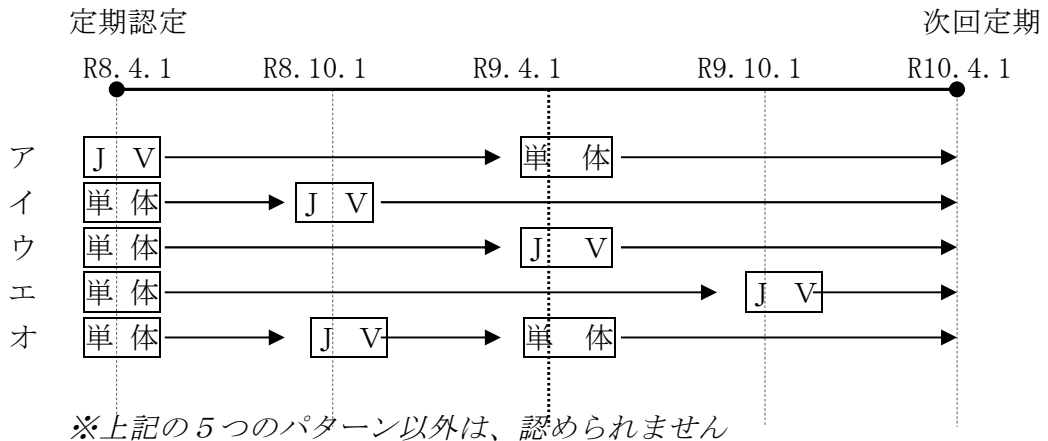 定期認定 次回定期
R8.4.1 R8.10.1 R9.4.1 R9.10.1 R10.4.1
ア Ｊ Ｖ 単 体
イ 単 体 Ｊ Ｖ
ウ 単 体 Ｊ Ｖ
エ 単 体 Ｊ Ｖ
オ 単 体 Ｊ Ｖ 単 体
※上記の５つのパターン以外は、認められません